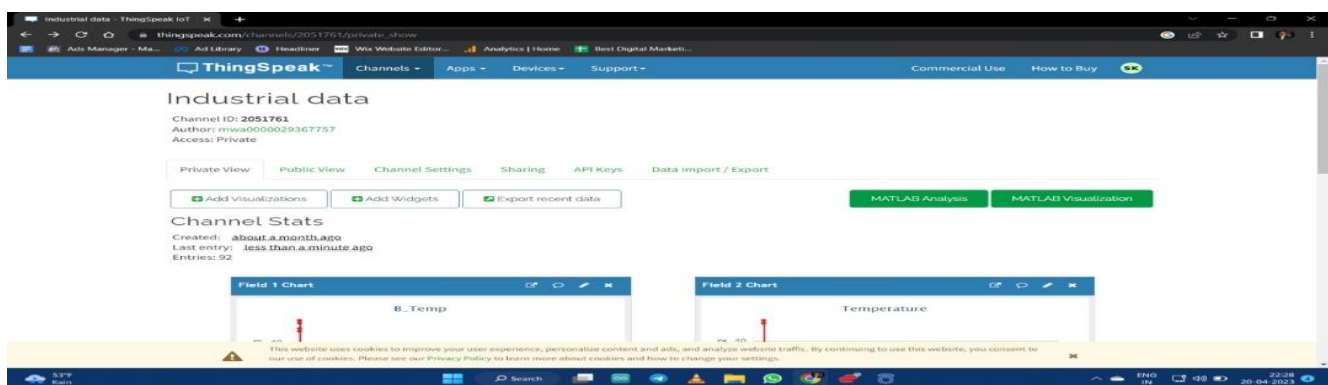 Industrial data - ThingSpeak IoT
thingspeak.com/channels/2051761/private_show
Ads Manager - Ma... Ad Library Headliner Wix Website Editor... Analytics | Home Best Digital Marketi...
ThingSpeak™ Channels Apps Devices Support Commercial Use How to Buy SK
Industrial data
Channel ID: 2051761
Author: mwa0000029367757
Access: Private
Private View Public View Channel Settings Sharing API Keys Data Import / Export
Add Visualizations Add Widgets Export recent data MATLAB Analysis MATLAB Visualization
Channel Stats
Created: about a month ago
Last entry: less than a minute ago
Entries: 92
Field 1 Chart Field 2 Chart
B_Temp Temperature
This website uses cookies to improve your user experience, personalize content and ads, and analyze website traffic. By continuing to use this website, you consent to
our use of cookies. Please see our Privacy Policy to learn more about cookies and how to change your settings.
53°F Search ENG 22:28
Rain IN 20-04-2023